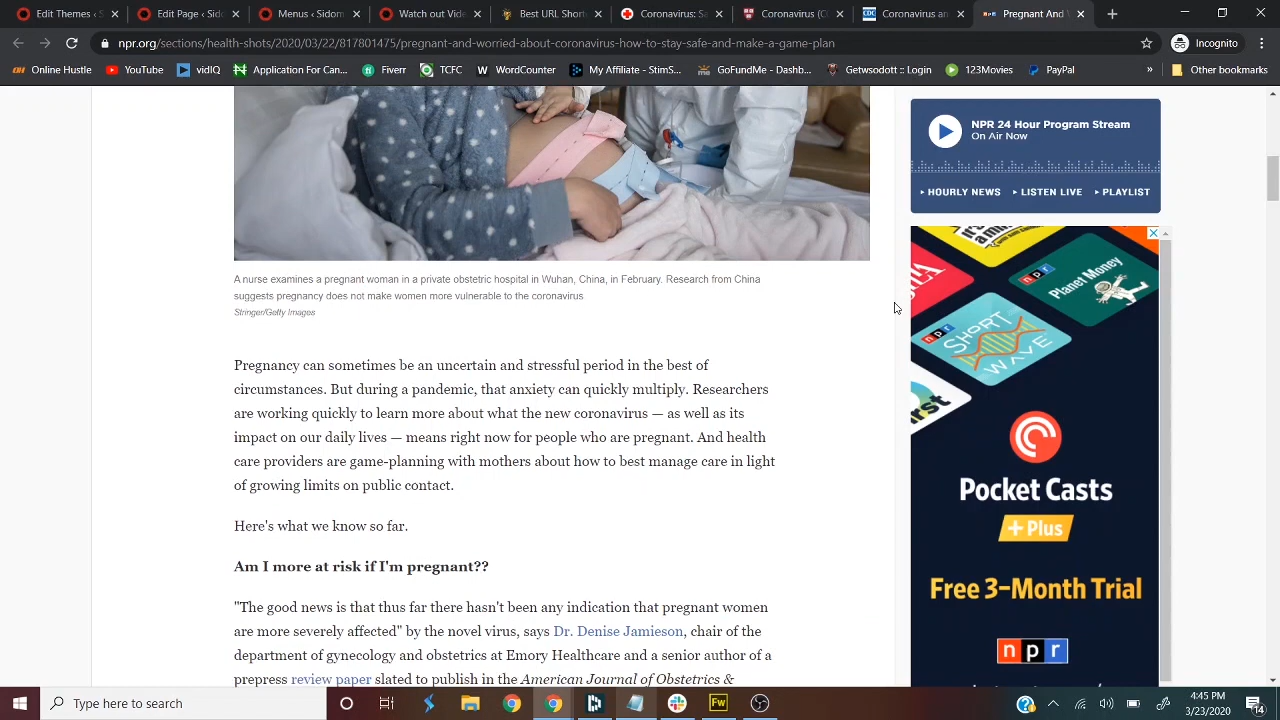 Edit Themes ‹ S
Edit Themes ‹ Sidom
Menus ‹ Sidom
Watch out Vide
Best URL Short
Coronavirus: S
Coronavirus (C
Coronavirus an
Pregnant And
npr.org/sections/health-shots/2020/03/22/817801475/pregnant-and-worried-about-coronavirus-how-to-stay-safe-and-make-a-game-plan
Incognito
Online Hustle
YouTube
vidIQ
Application For Can...
Fiverr
TCFC
WordCounter
My Affiliate - StimS...
GoFundMe - Dashb...
Getwsodo1t :: Login
123Movies
PayPal
»
Other bookmarks
NPR 24 Hour Program Stream
On Air Now
HOURLY NEWS
LISTEN LIVE
PLAYLIST
A nurse examines a pregnant woman in a private obstetric hospital in Wuhan, China, in February. Research from China
suggests pregnancy does not make women more vulnerable to the coronavirus.
Stringer/Getty Images
Pregnancy can sometimes be an uncertain and stressful period in the best of
circumstances. But during a pandemic, that anxiety can quickly multiply. Researchers
are working quickly to learn more about what the new coronavirus — as well as its
impact on our daily lives — means right now for people who are pregnant. And health
care providers are game-planning with mothers about how to best manage care in light
of growing limits on public contact.
Here's what we know so far.
Am I more at risk if I'm pregnant??
"The good news is that thus far there hasn't been any indication that pregnant women
are more severely affected" by the novel virus, says Dr. Denise Jamieson, chair of the
department of gynecology and obstetrics at Emory Healthcare and a senior author of a
prepress review paper slated to publish in the American Journal of Obstetrics &
npr
Planet Money
npr
SHORT
WAVE
irst
Pocket Casts
+ Plus
Free 3-Month Trial
npr
Type here to search
Fw
4:45 PM
3/23/2020
4